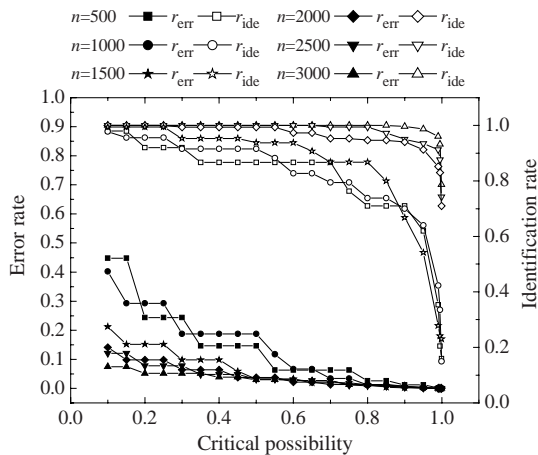 n=500 r_err r_ide n=2000 r_err r_ide
n=1000 r_err r_ide n=2500 r_err r_ide
n=1500 r_err r_ide n=3000 r_err r_ide
0.9
0.8
0.7
0.6
0.5
0.4
0.3
0.2
0.1
0.0
Error rate
1.0
0.8
0.6
0.4
0.2
0.0
Identification rate
0.0 0.2 0.4 0.6 0.8 1.0
Critical possibility